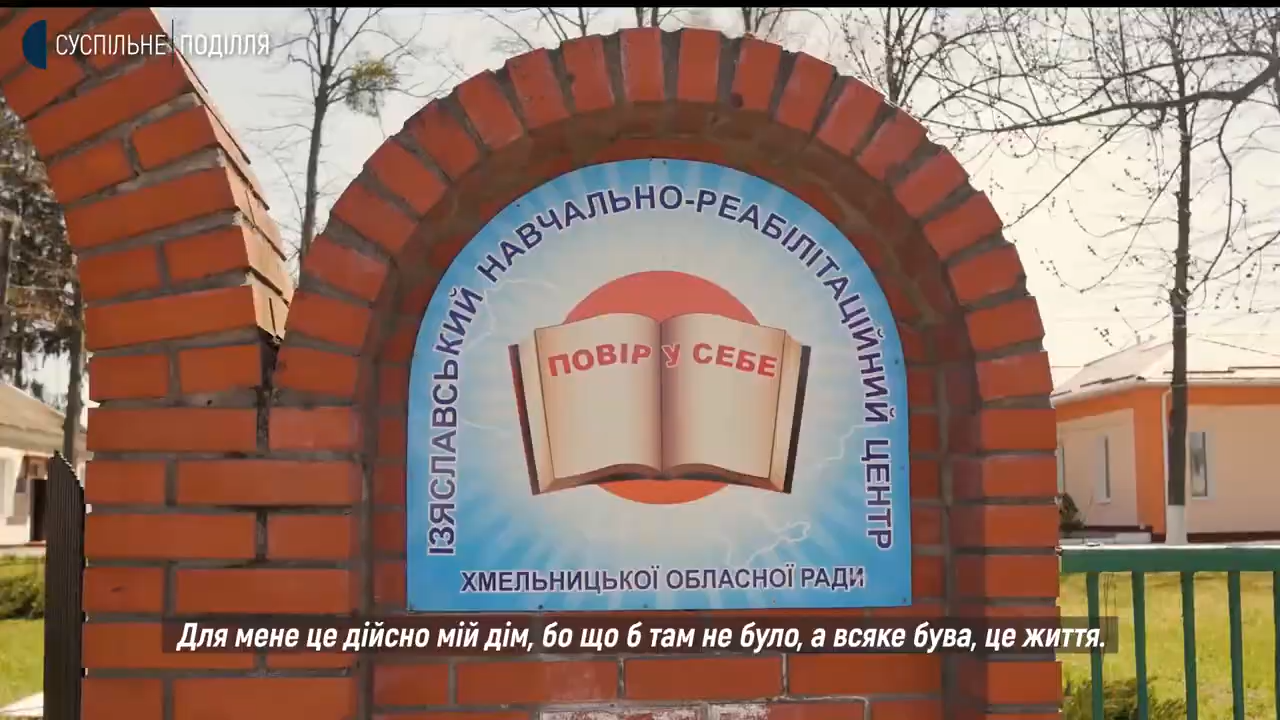 СУСПІЛЬНЕ ПОДІЛЛЯ
ІЗЯСЛАВСЬКИЙ НАВЧАЛЬНО-РЕАБІЛІТАЦІЙНИЙ ЦЕНТР
ПОВІР У СЕБЕ
ХМЕЛЬНИЦЬКОЇ ОБЛАСНОЇ РАДИ
Для мене це дійсно мій дім, бо що б там не було, а всяке бува, це життя.